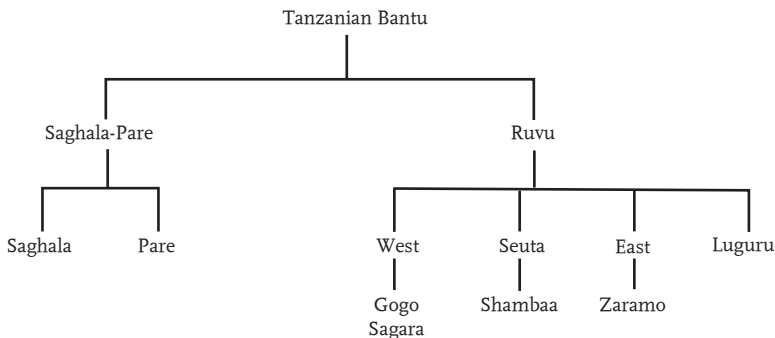 Tanzanian Bantu
Saghala-Pare
Ruvu
Saghala
Pare
West
Seuta
East
Luguru
Gogo
Sagara
Shambaa
Zaramo